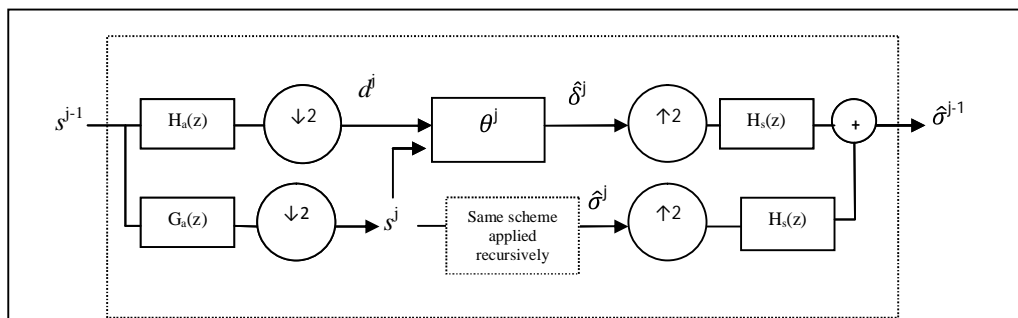 s^{j-1}
H_a(z)
↓2
d^j
θ^j
δ̂^j
↑2
H_s(z)
+
σ̂^{j-1}
G_a(z)
↓2
s^j
Same scheme
applied
recursively
σ̂^j
↑2
H_s(z)